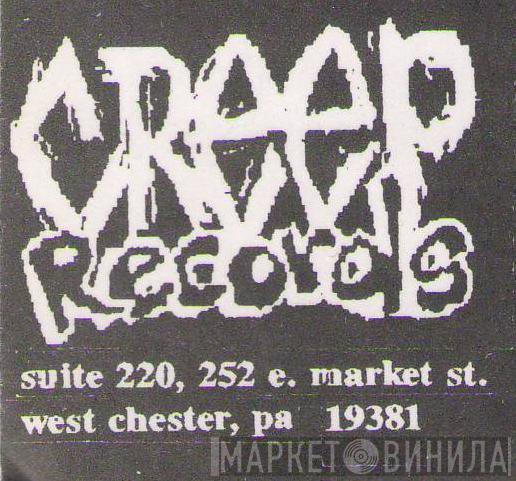 CReep
Records
suite 220, 252 e. market st.
west chester, pa 19381
МАРКЕТ ВИНИЛА